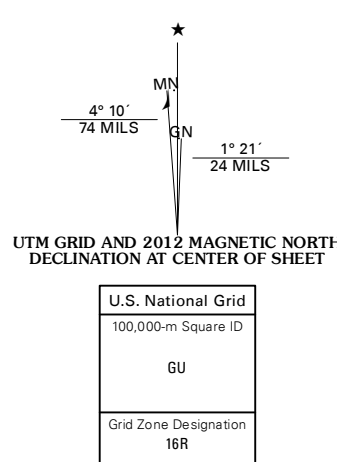 ★
MN
4° 10´
74 MILS
GN
1° 21´
24 MILS
UTM GRID AND 2012 MAGNETIC NORTH
DECLINATION AT CENTER OF SHEET
U.S. National Grid
100,000-m Square ID
GU
Grid Zone Designation
16R